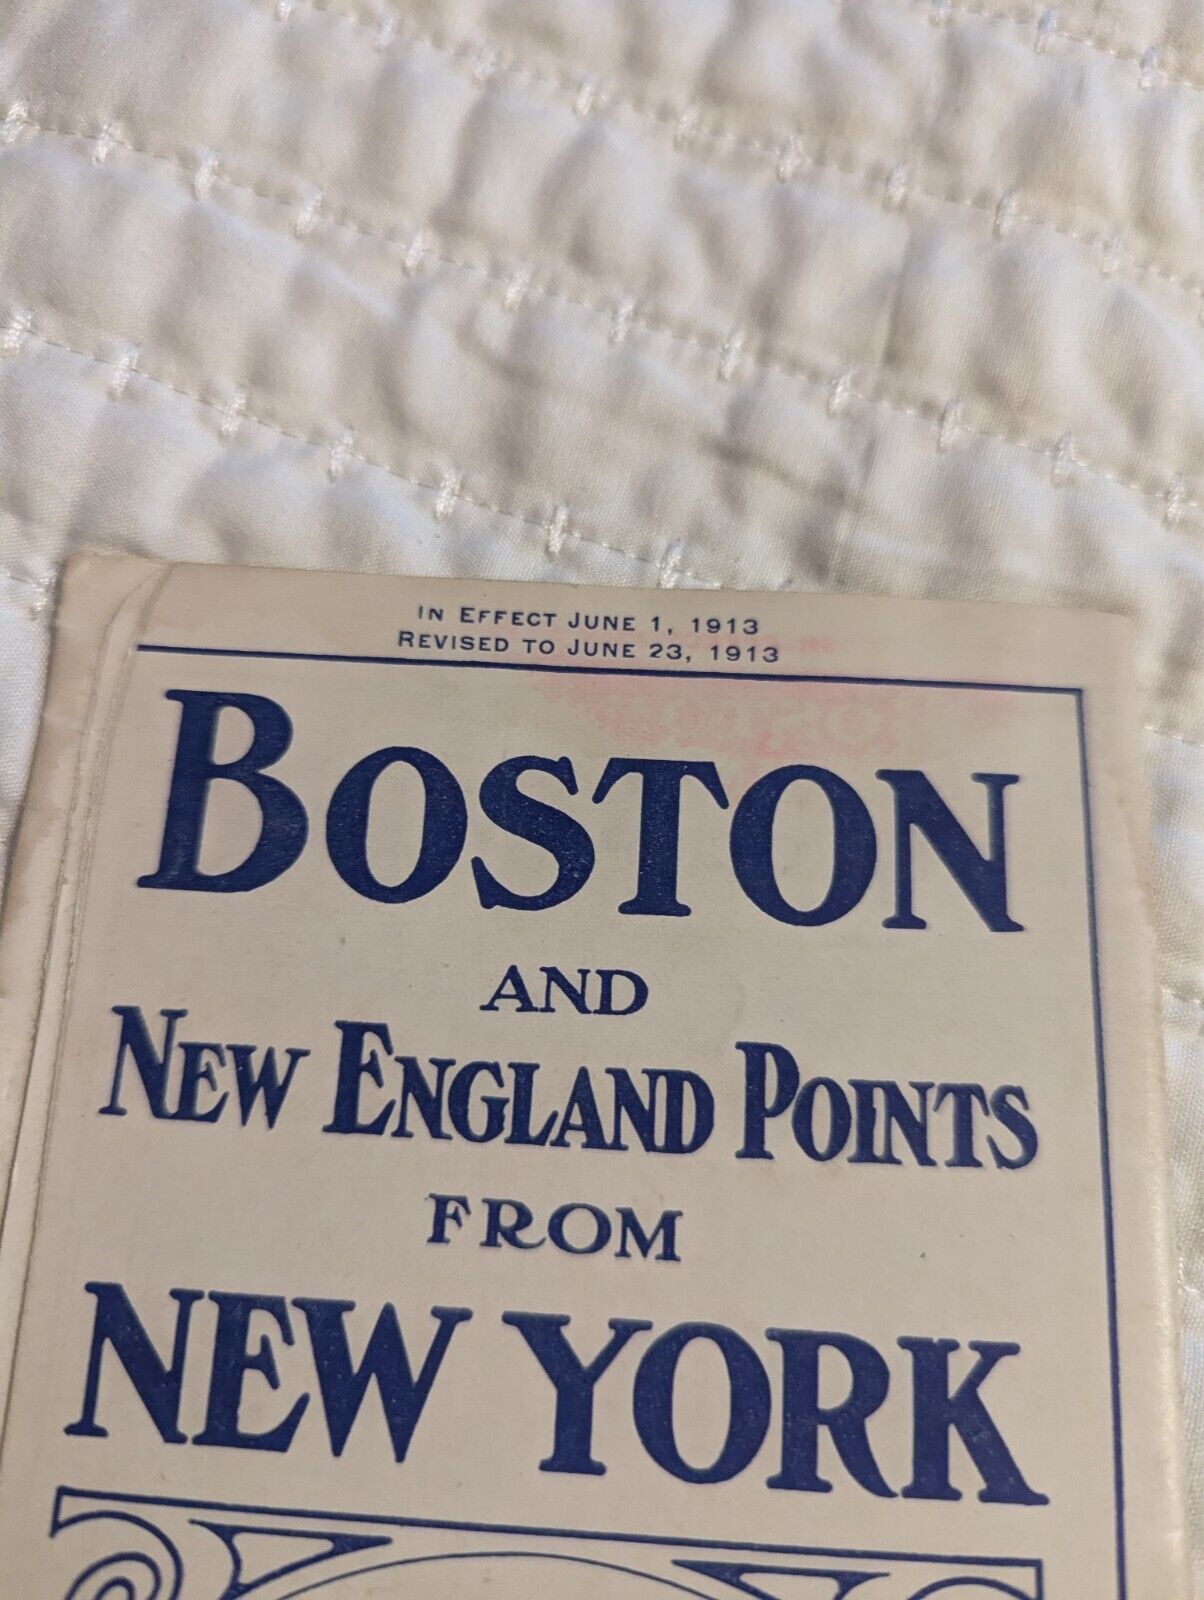 IN EFFECT JUNE 1, 1913
REVISED TO JUNE 23, 1913
BOSTON
AND
NEW ENGLAND POINTS
FROM
NEW YORK